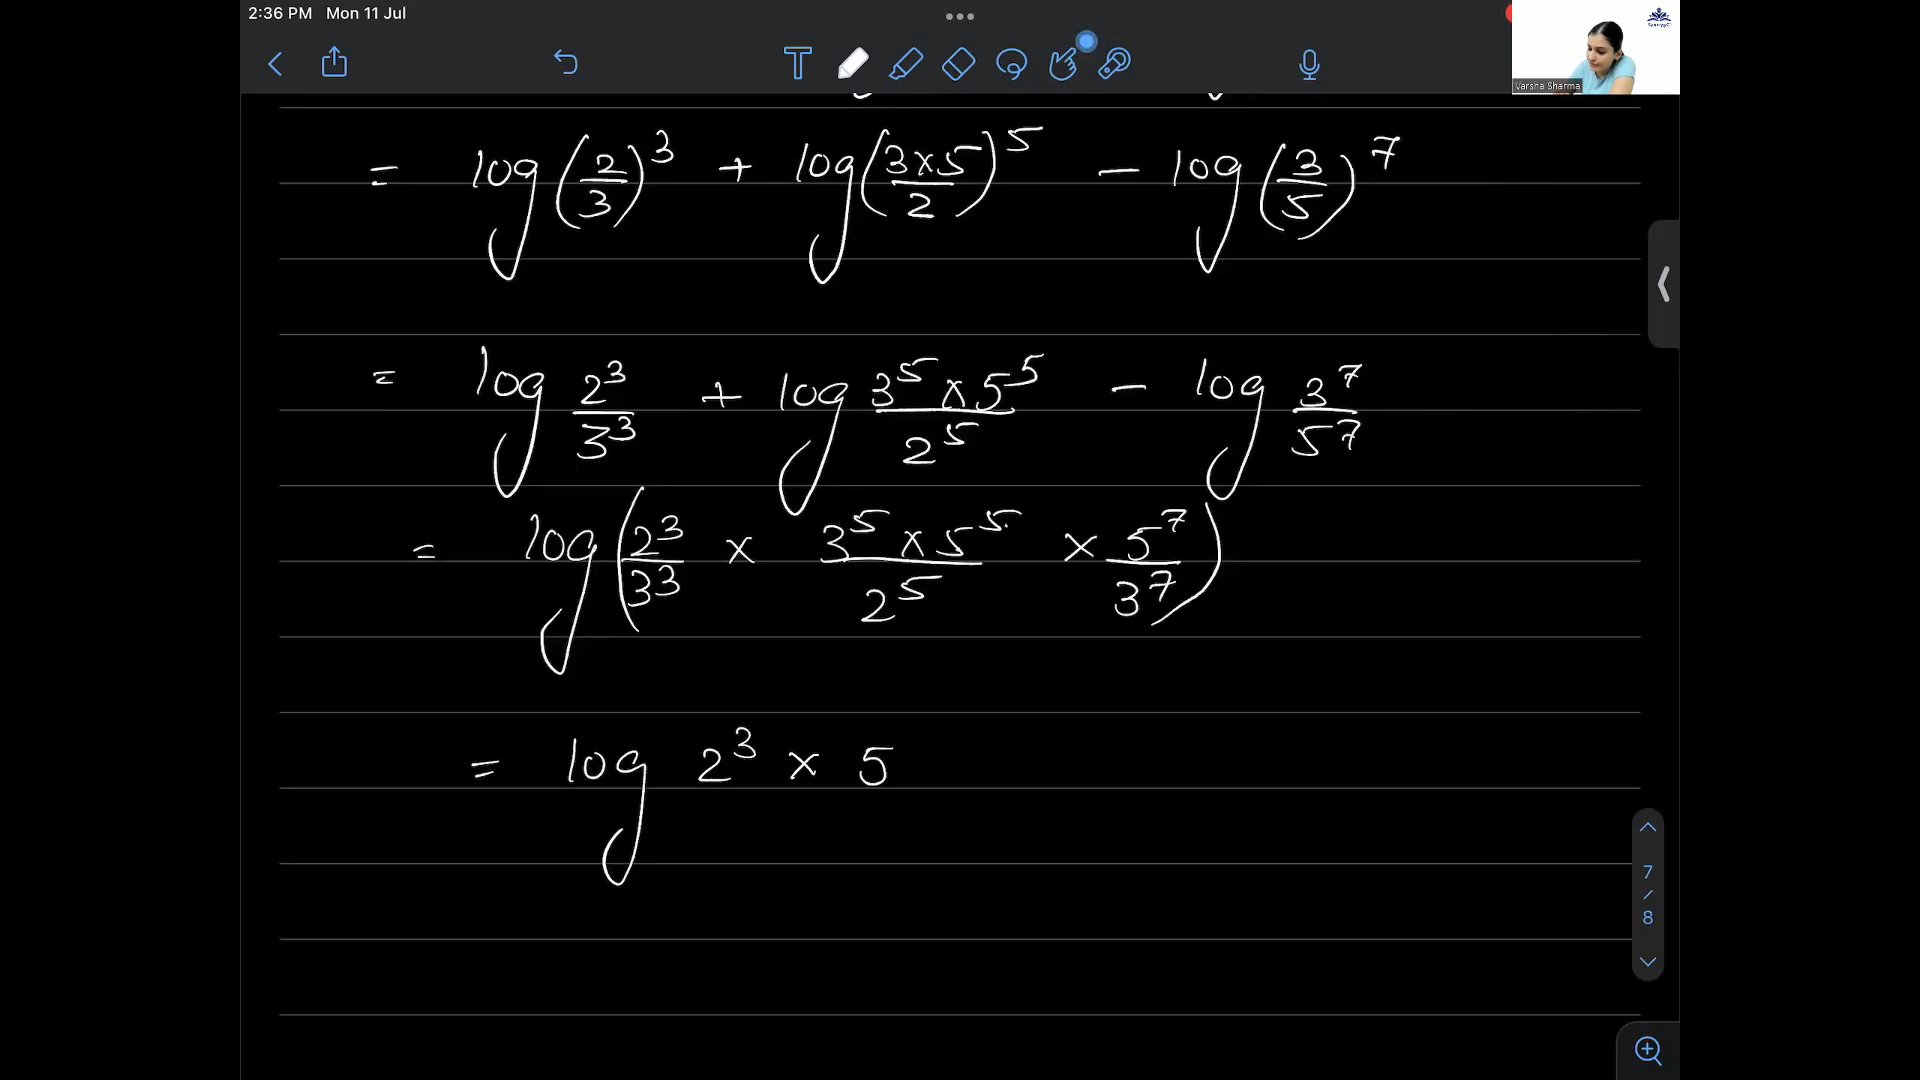 2:36 PM Mon 11 Jul
Varsha Sharma
= log (2/3)^3 + log (3×5/2)^5 - log (3/5)^7
= log 2^3/3^3 + log 3^5 × 5^5/2^5 - log 3^7/5^7
= log (2^3/3^3 × 3^5 × 5^5/2^5 × 5^7/3^7)
= log 2^3 × 5
7
/
8